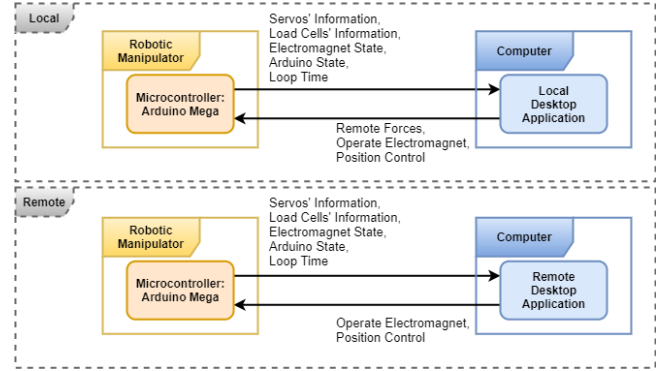 Local
Servos' Information,
Load Cells' Information,
Electromagnet State,
Arduino State,
Loop Time
Robotic
Manipulator
Computer
Microcontroller:
Arduino Mega
Local
Desktop
Application
Remote Forces,
Operate Electromagnet,
Position Control
Remote
Servos' Information,
Load Cells' Information,
Electromagnet State,
Arduino State,
Loop Time
Robotic
Manipulator
Computer
Microcontroller:
Arduino Mega
Remote
Desktop
Application
Operate Electromagnet,
Position Control